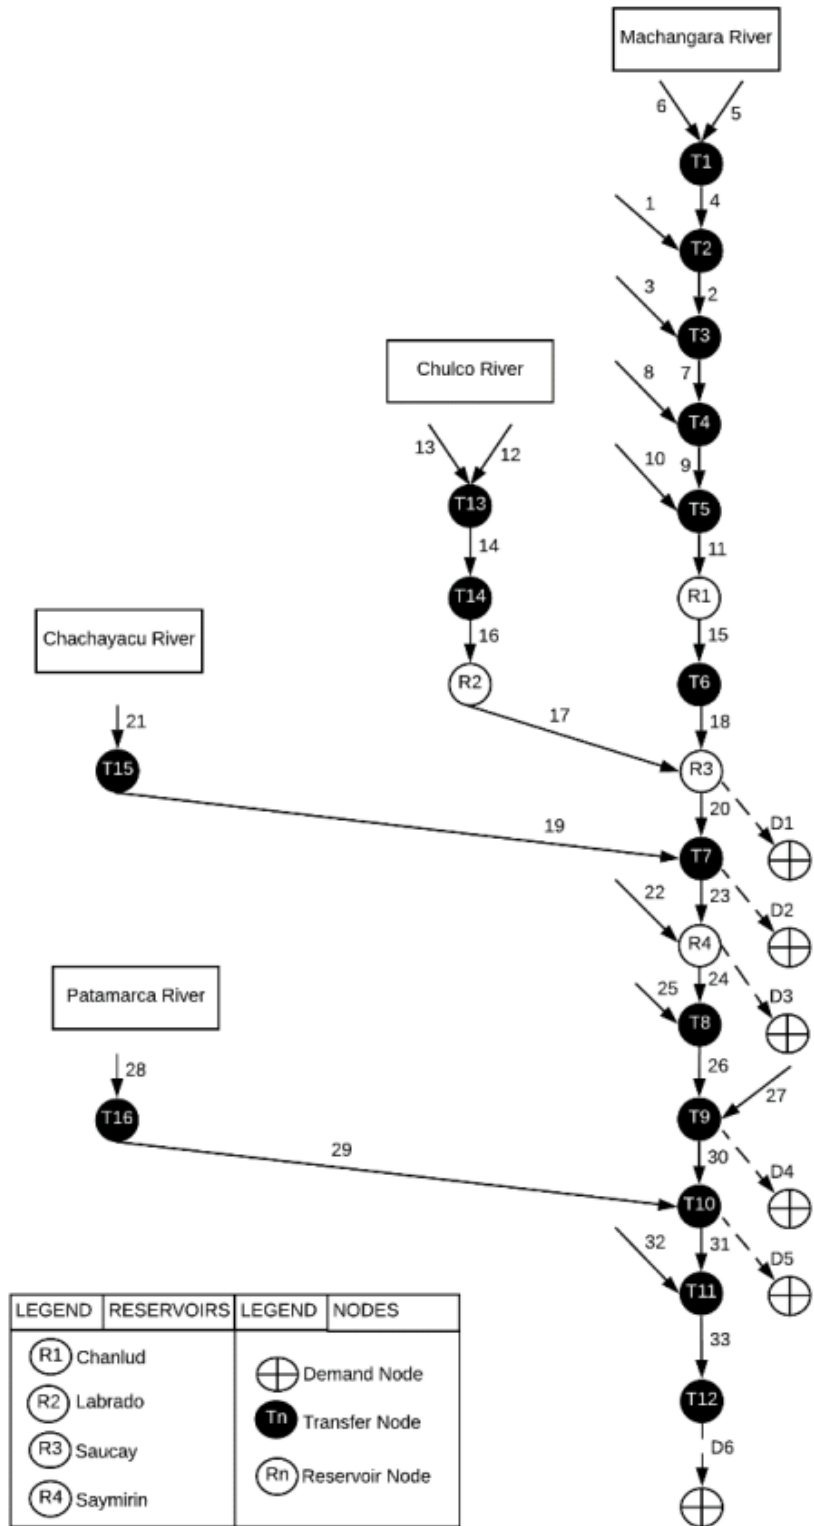 Machangara River
6
5
T1
4
1
T2
2
3
T3
7
8
T4
9
10
T5
11
R1
15
T6
18
Chulco River
13
12
T13
14
T14
16
R2
17
R3
20
D1
Chachayacu River
21
T15
19
T7
23
D2
22
R4
24
D3
25
T8
26
27
T9
30
D4
Patamarca River
28
T16
29
T10
31
D5
32
T11
33
T12
D6
LEGEND RESERVOIRS LEGEND NODES
R1 Chanlud
R2 Labrado
R3 Saucay
R4 Saymirin
Demand Node
Tn Transfer Node
Rn Reservoir Node